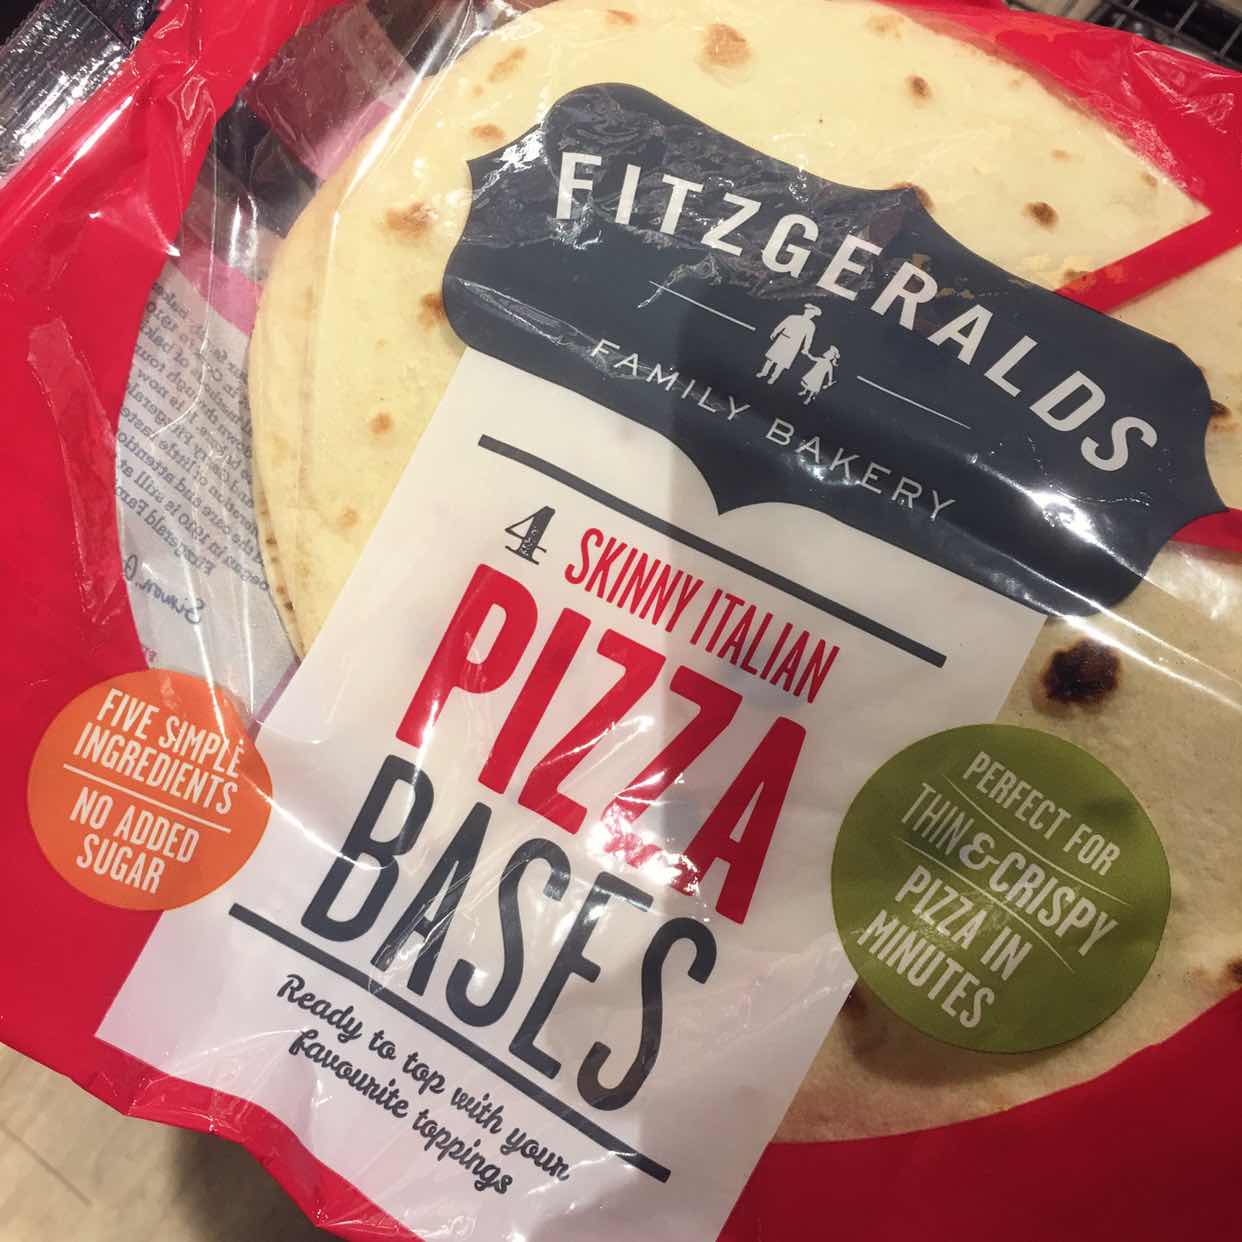 FITZGERALDS
FAMILY BAKERY
4 SKINNY ITALIAN
PIZZA
BASES
Ready to top with your
favourite toppings
FIVE SIMPLE
INGREDIENTS
NO ADDED
SUGAR
PERFECT FOR
THIN & CRISPY
PIZZA IN
MINUTES